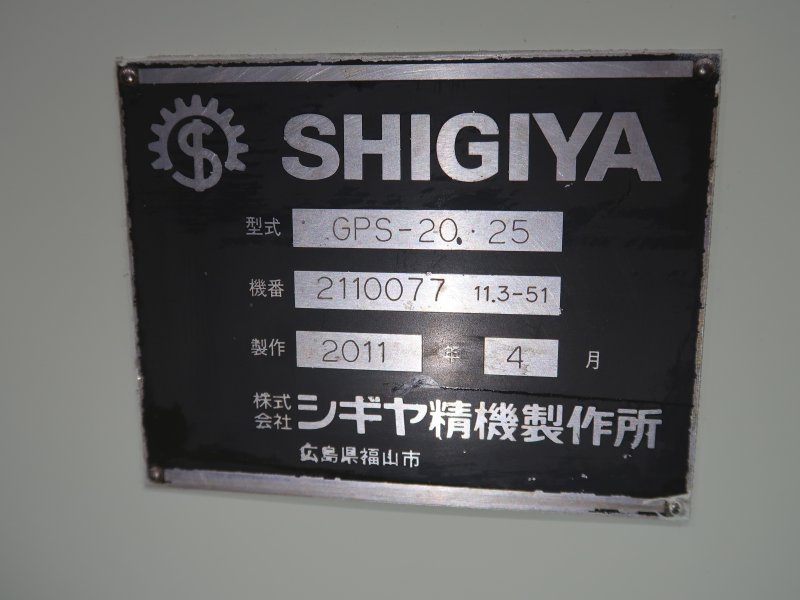 SHIGIYA
型式 GPS-20・25
機番 2110077 11.3-51
製作 2011 年 4 月
株式会社 シギヤ精機製作所
広島県福山市